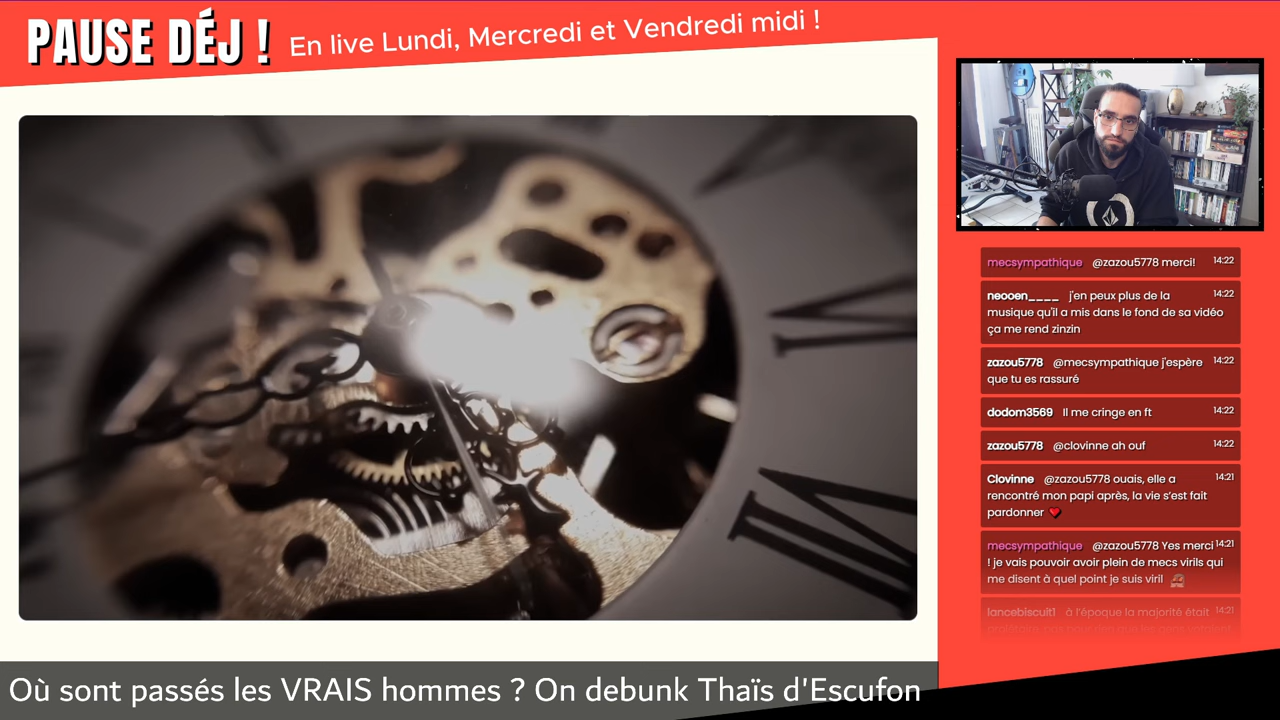 PAUSE DÉJ !
En live Lundi, Mercredi et Vendredi midi !
mecsympathique @zazou5778 merci! 14:22
neooen____ j'en peux plus de la 14:22
musique qu'il a mis dans le fond de sa vidéo
ça me rend zinzin
zazou5778 @mecsympathique j'espère 14:22
que tu es rassuré
dodom3569 Il me cringe en ft 14:22
zazou5778 @clovinne ah ouf 14:22
Clovinne @zazou5778 ouais, elle a 14:21
rencontré mon papi après, la vie s'est fait
pardonner ❤️
mecsympathique @zazou5778 Yes merci 14:21
! je vais pouvoir avoir plein de mecs virils qui
me disent à quel point je suis viril
lancebiscuit1 à l'époque la majorité était 14:21
Où sont passés les VRAIS hommes ? On debunk Thaïs d'Escufon